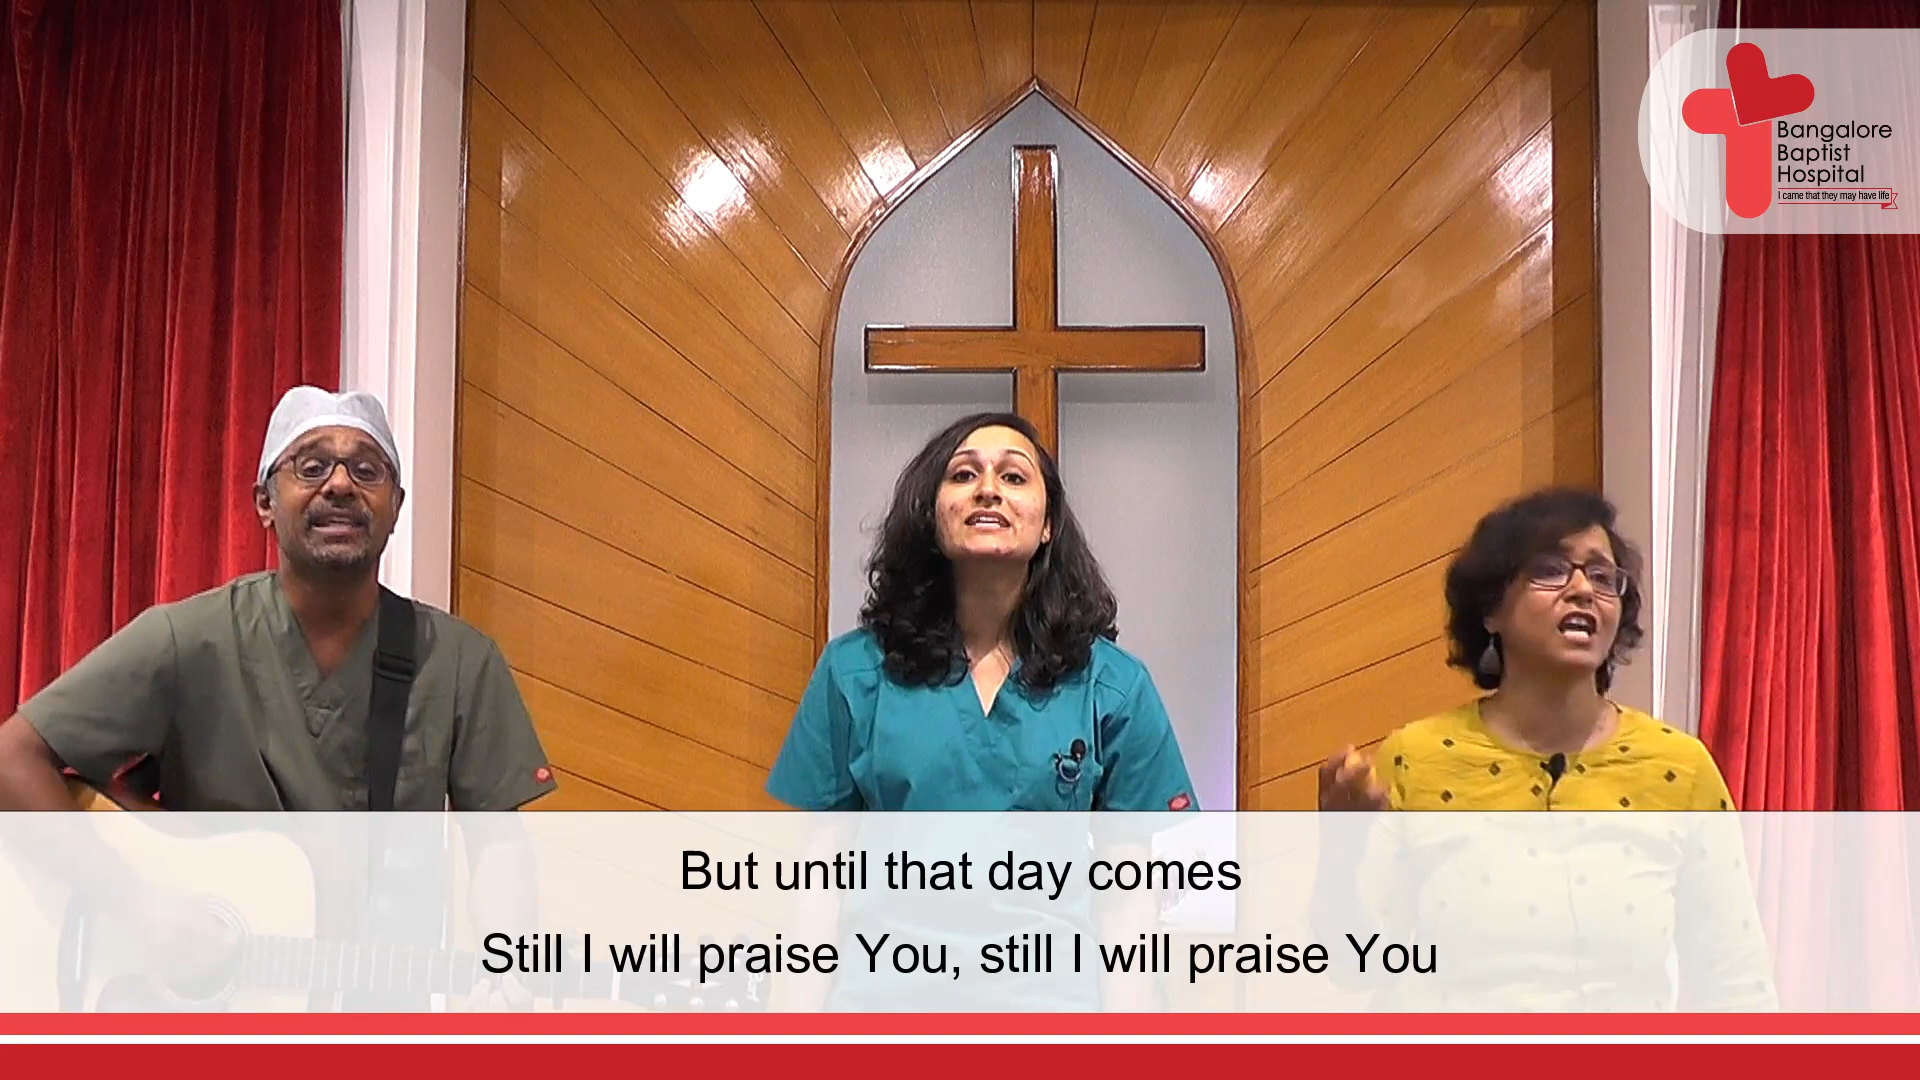 Bangalore
Baptist
Hospital
I came that they may have life
But until that day comes
Still I will praise You, still I will praise You